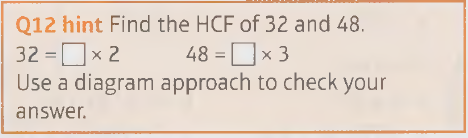 Q12 hint Find the HCF of 32 and 48.
32 = □ × 2 48 = □ × 3
Use a diagram approach to check your
answer.